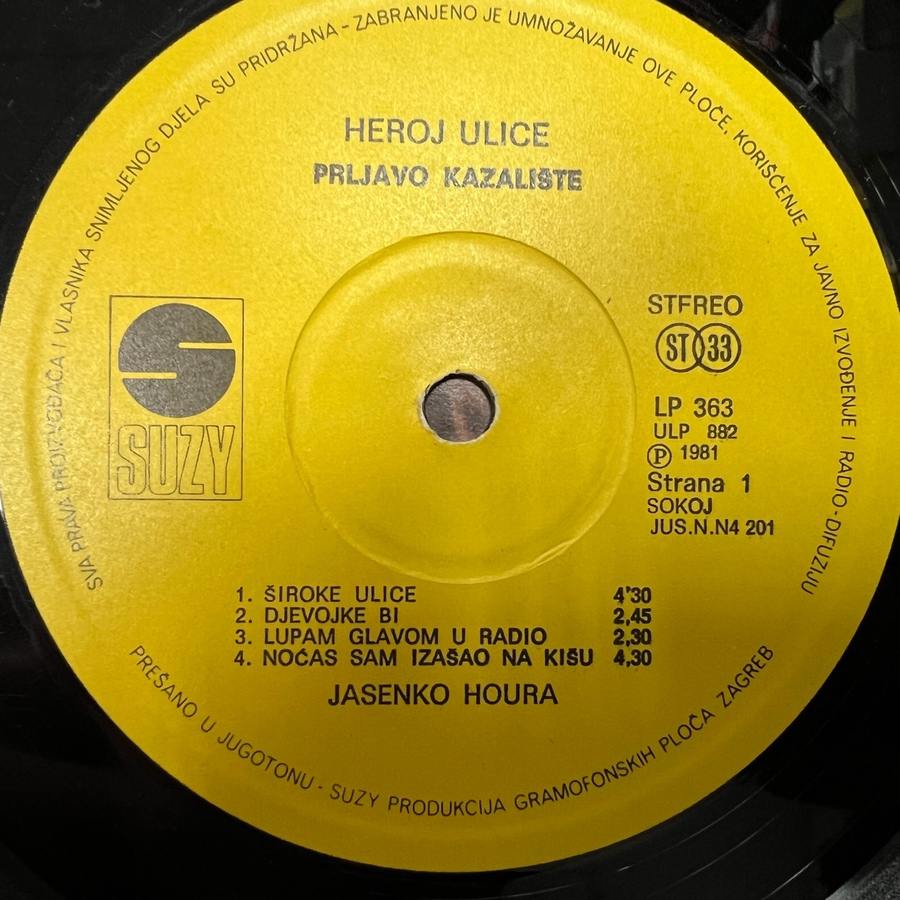 SVA PRAVA PROIZVOĐAČA I VLASNIKA SNIMLJENOG DJELA SU PRIDRŽANA - ZABRANJENO JE UMNOŽAVANJE OVE PLOČE, KORIŠĆENJE ZA JAVNO IZVOĐENJE I RADIO-DIFUZIJU
HEROJ ULICE
PRLJAVO KAZALIŠTE
SUZY
STFREO
ST 33
LP 363
ULP 882
Ⓟ 1981
Strana 1
SOKOJ
JUS.N.N4 201
1. ŠIROKE ULICE 4'30
2. DJEVOJKE BI 2,45
3. LUPAM GLAVOM U RADIO 2,30
4. NOĆAS SAM IZAŠAO NA KIŠU 4,30
JASENKO HOURA
PREŠANO U JUGOTONU - SUZY PRODUKCIJA GRAMOFONSKIH PLOČA ZAGREB